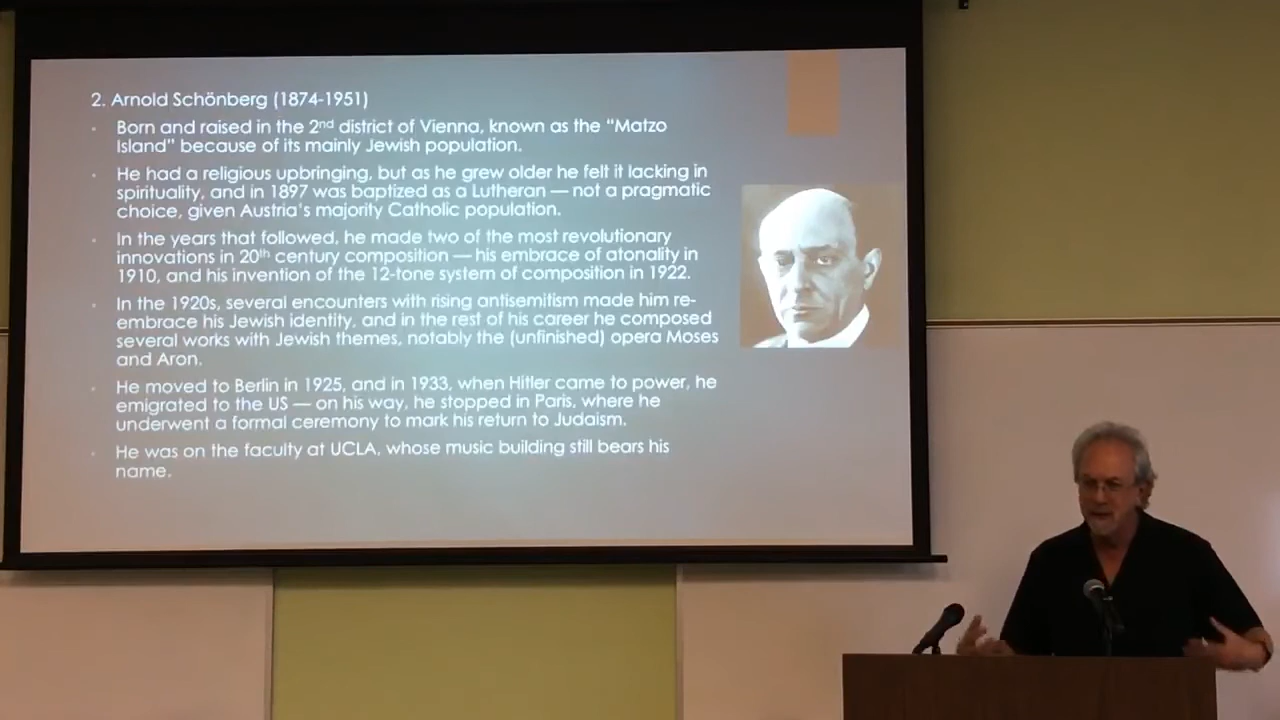 2. Arnold Schönberg (1874-1951)
Born and raised in the 2nd district of Vienna, known as the “Matzo
Island” because of its mainly Jewish population.
He had a religious upbringing, but as he grew older he felt it lacking in
spirituality, and in 1897 was baptized as a Lutheran — not a pragmatic
choice, given Austria’s majority Catholic population.
In the years that followed, he made two of the most revolutionary
innovations in 20th century composition — his embrace of atonality in
1910, and his invention of the 12-tone system of composition in 1922.
In the 1920s, several encounters with rising antisemitism made him re-
embrace his Jewish identity, and in the rest of his career he composed
several works with Jewish themes, notably the (unfinished) opera Moses
and Aron.
He moved to Berlin in 1925, and in 1933, when Hitler came to power, he
emigrated to the US — on his way, he stopped in Paris, where he
underwent a formal ceremony to mark his return to Judaism.
He was on the faculty at UCLA, whose music building still bears his
name.